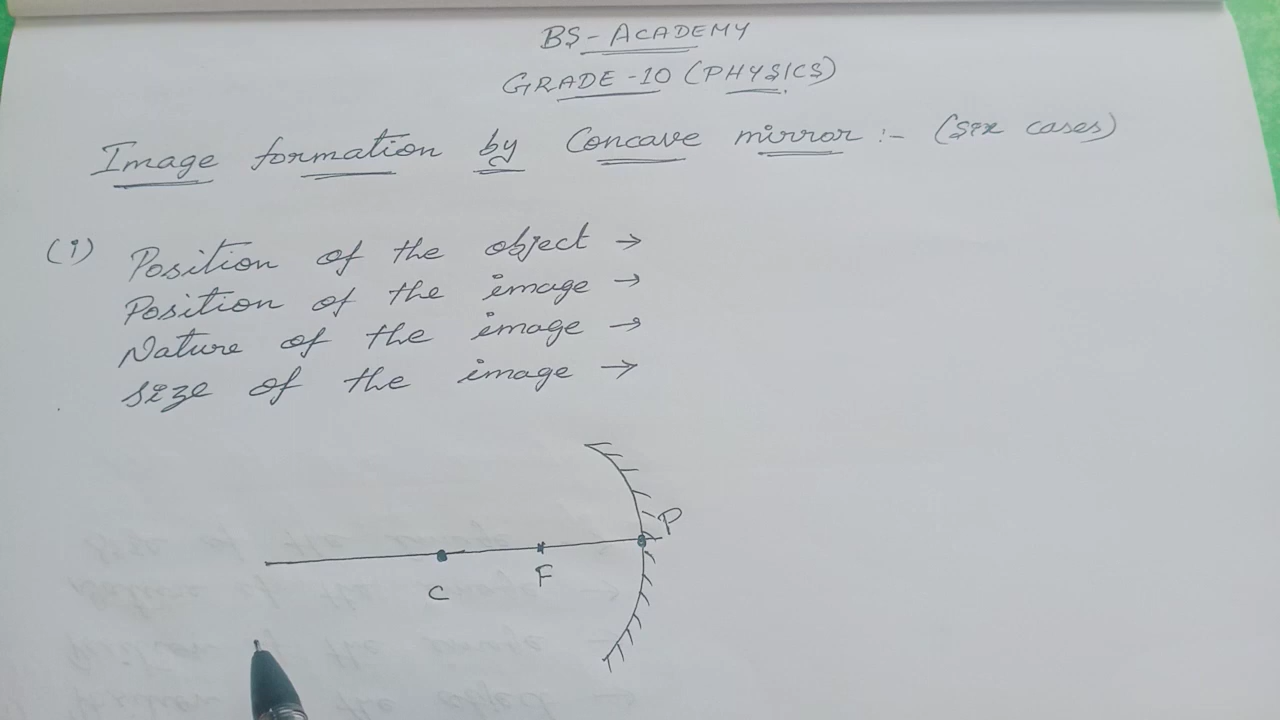 BS-ACADEMY
GRADE-10 (PHYSICS)
Image formation by Concave mirror :- (Six cases)
(i) Position of the object →
Position of the image →
Nature of the image →
Size of the image →
P
C
F